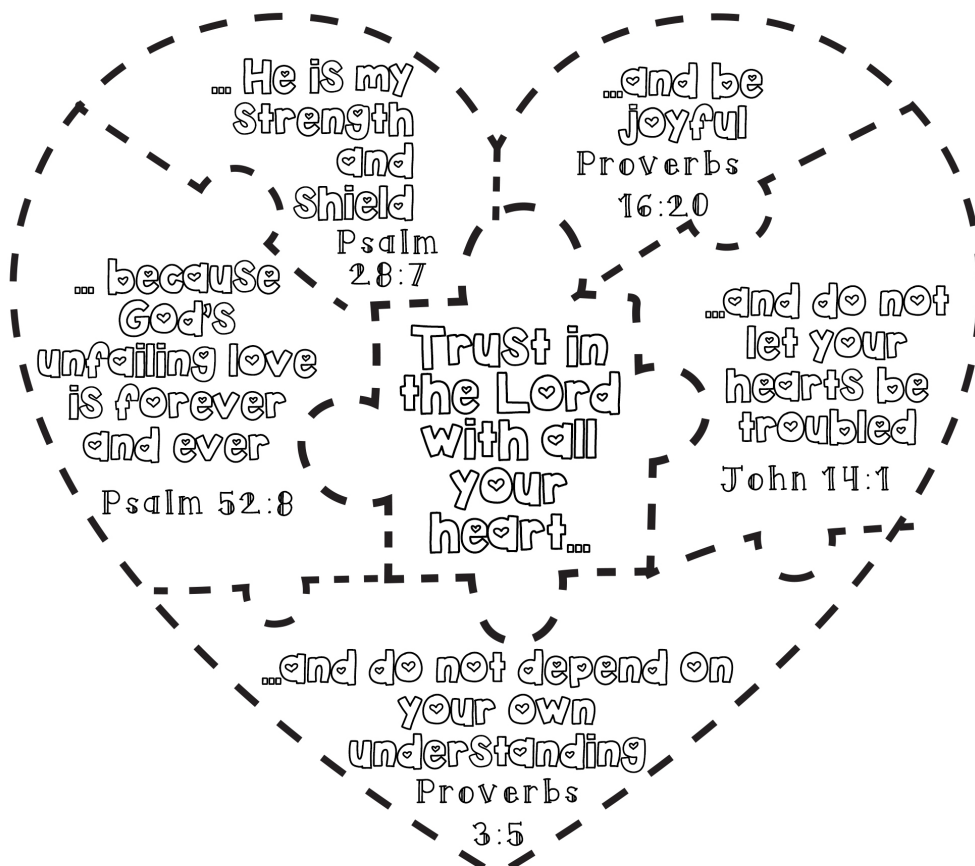 ... He is my
Strength
and
Shield
Psalm
28:7
...and be
joyful
Proverbs
16:20
... because
God's
unfailing love
is forever
and ever
Psalm 52:8
Trust in
the Lord
with all
your
heart...
...and do not
let your
hearts be
troubled
John 14:1
...and do not depend on
your own
understanding
Proverbs
3:5